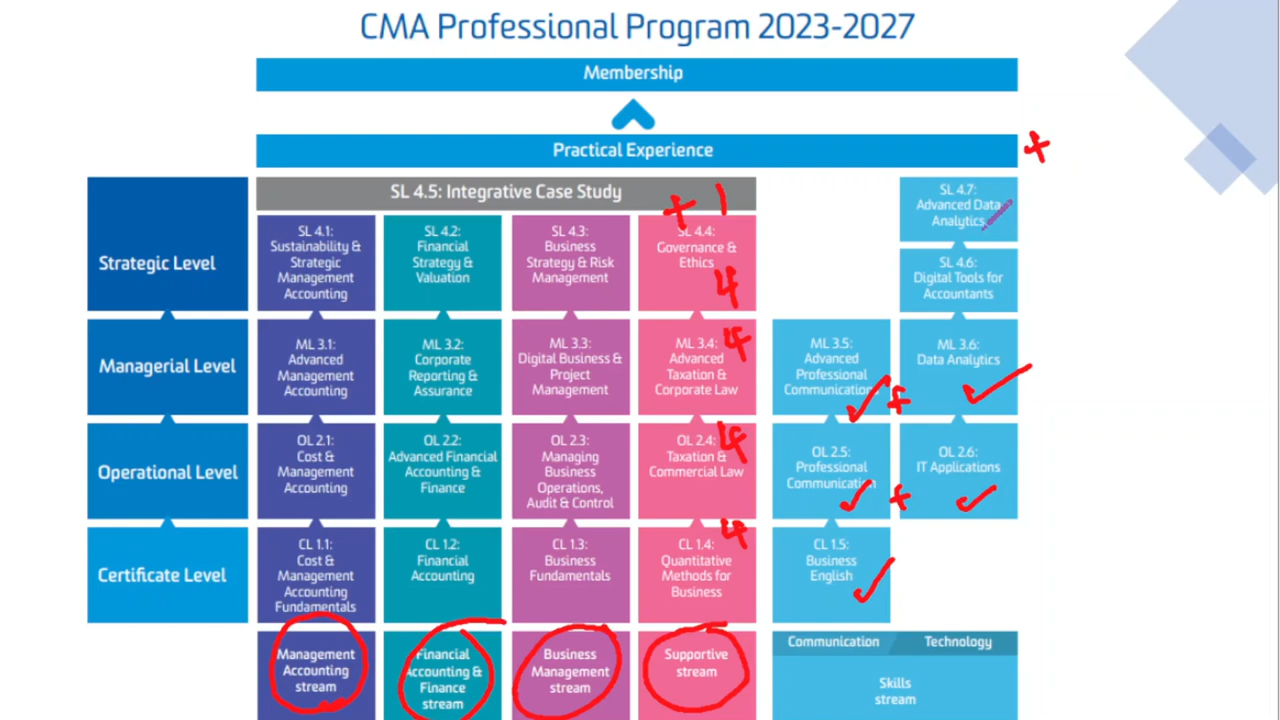 CMA Professional Program 2023-2027
Membership
Practical Experience
+
SL 4.5: Integrative Case Study
+ 1
Strategic Level
SL 4.1:
Sustainability &
Strategic
Management
Accounting
SL 4.2:
Financial
Strategy &
Valuation
SL 4.3:
Business
Strategy & Risk
Management
SL 4.4:
Governance &
Ethics
4
SL 4.7:
Advanced Data
Analytics
SL 4.6:
Digital Tools for
Accountants
Managerial Level
ML 3.1:
Advanced
Management
Accounting
ML 3.2:
Corporate
Reporting &
Assurance
ML 3.3:
Digital Business &
Project
Management
ML 3.4:
Advanced
Taxation &
Corporate Law
4
ML 3.5:
Advanced
Professional
Communication
+
ML 3.6:
Data Analytics
Operational Level
OL 2.1:
Cost &
Management
Accounting
OL 2.2:
Advanced Financial
Accounting &
Finance
OL 2.3:
Managing
Business
Operations,
Audit & Control
OL 2.4:
Taxation &
Commercial Law
4
OL 2.5:
Professional
Communication
+
OL 2.6:
IT Applications
Certificate Level
CL 1.1:
Cost &
Management
Accounting
Fundamentals
CL 1.2:
Financial
Accounting
CL 1.3:
Business
Fundamentals
CL 1.4:
Quantitative
Methods for
Business
4
CL 1.5:
Business
English
Management
Accounting
stream
Financial
Accounting &
Finance
stream
Business
Management
stream
Supportive
stream
Communication
Technology
Skills
stream